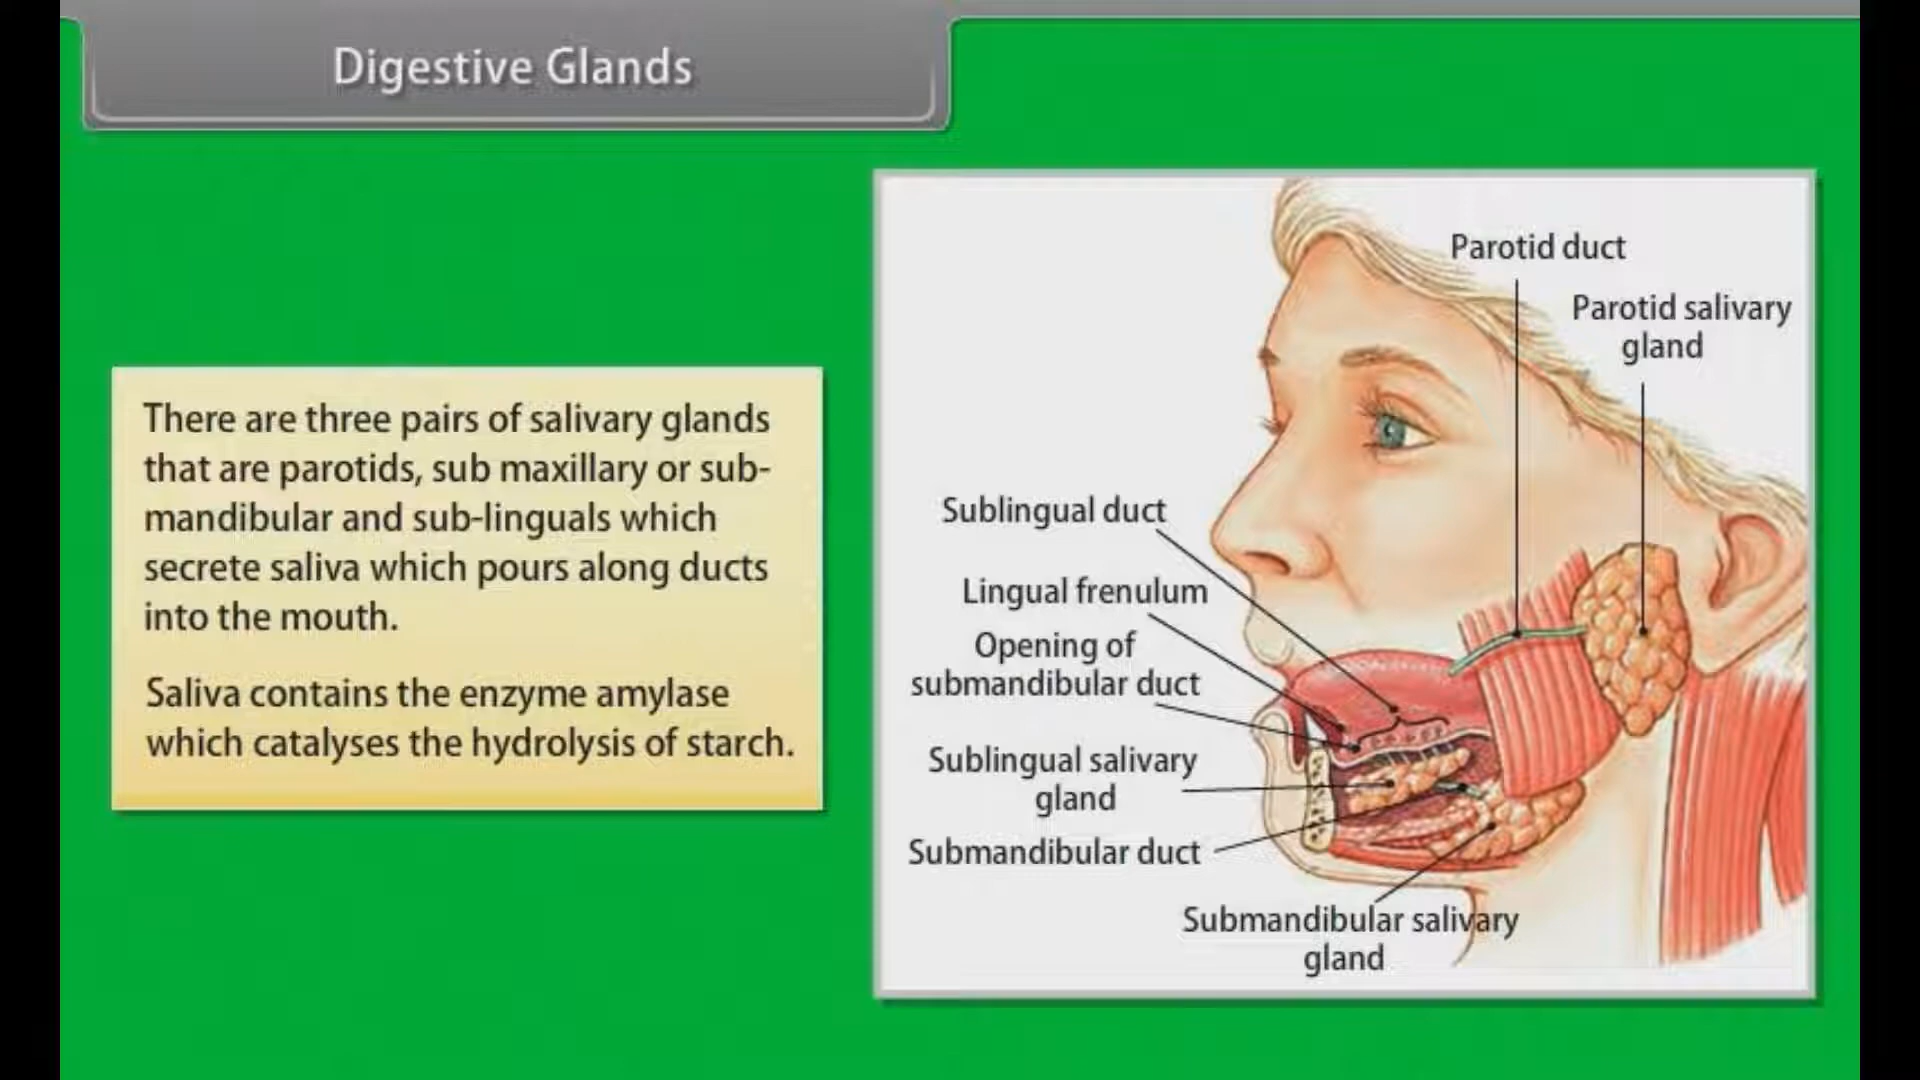 Digestive Glands
There are three pairs of salivary glands
that are parotids, sub maxillary or sub-
mandibular and sub-linguals which
secrete saliva which pours along ducts
into the mouth.
Saliva contains the enzyme amylase
which catalyses the hydrolysis of starch.
Parotid duct
Parotid salivary
gland
Sublingual duct
Lingual frenulum
Opening of
submandibular duct
Sublingual salivary
gland
Submandibular duct
Submandibular salivary
gland